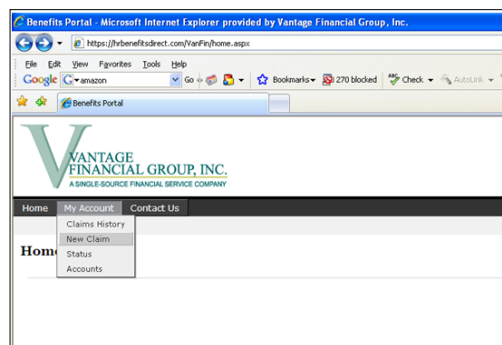 Benefits Portal - Microsoft Internet Explorer provided by Vantage Financial Group, Inc.
https://hrbenefitsdirect.com/VanFin/home.aspx
File Edit View Favorites Tools Help
Google G amazon Go Bookmarks 270 blocked ABC Check AutoLink
Benefits Portal
VANTAGE
FINANCIAL GROUP, INC.
A SINGLE-SOURCE FINANCIAL SERVICE COMPANY
Home My Account Contact Us
Claims History
New Claim
Hom
Status
Accounts